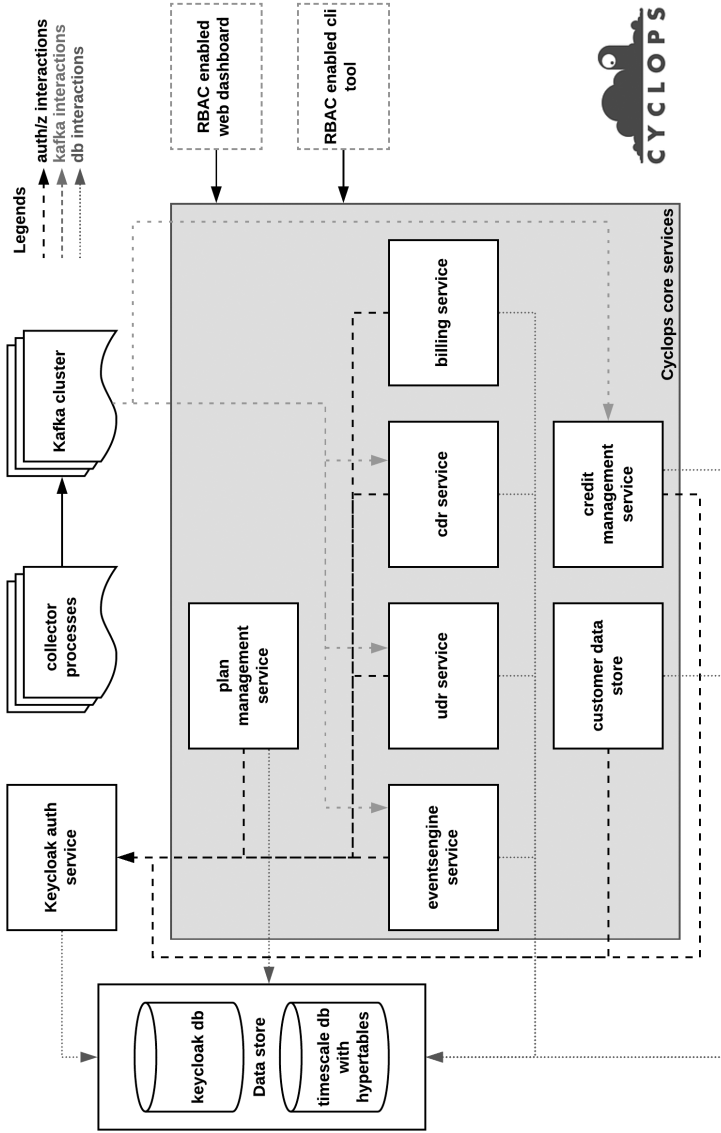 Legends
auth/z interactions
kafka interactions
db interactions
RBAC enabled
web dashboard
RBAC enabled cli
tool
CYCLOPS
Keycloak auth
service
collector
processes
Kafka cluster
plan
management
service
eventsengine
service
udr service
cdr service
billing service
customer data
store
credit
management
service
Cyclops core services
keycloak db
Data store
timescale db
with
hypertables